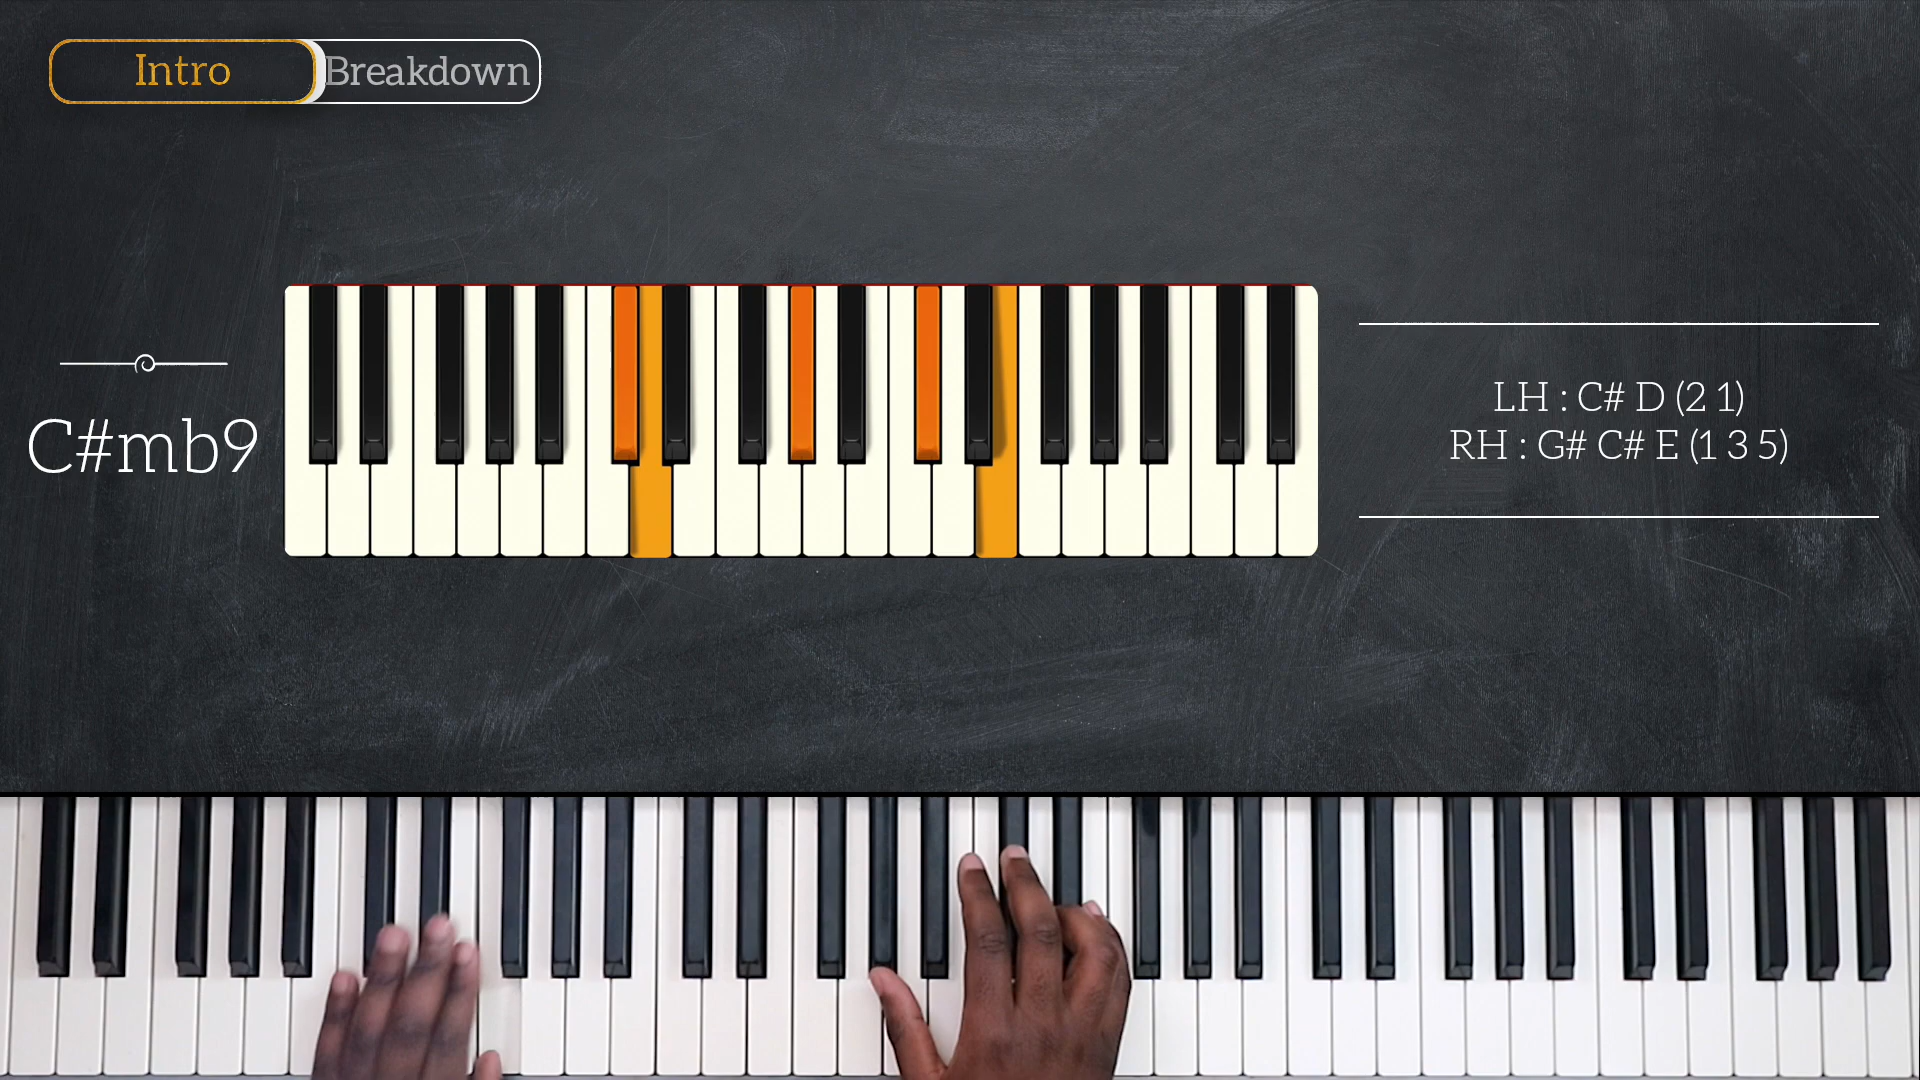 Intro
Breakdown
C#mb9
LH : C# D (2 1)
RH : G# C# E (1 3 5)